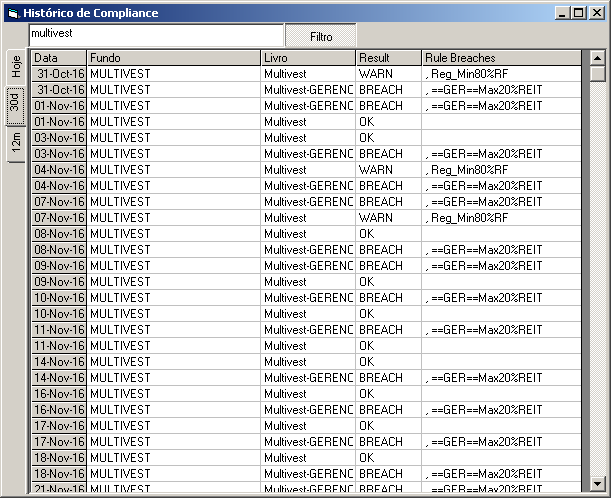 Histórico de Compliance
multivest Filtro
Hoje
30d
12m
Data Fundo Livro Result Rule Breaches
31-Oct-16 MULTIVEST Multivest WARN , Reg_Min80%RF
31-Oct-16 MULTIVEST Multivest-GERENC BREACH , ==GER==Max20%REIT
01-Nov-16 MULTIVEST Multivest-GERENC BREACH , ==GER==Max20%REIT
01-Nov-16 MULTIVEST Multivest OK
03-Nov-16 MULTIVEST Multivest OK
03-Nov-16 MULTIVEST Multivest-GERENC BREACH , ==GER==Max20%REIT
04-Nov-16 MULTIVEST Multivest WARN , Reg_Min80%RF
04-Nov-16 MULTIVEST Multivest-GERENC BREACH , ==GER==Max20%REIT
07-Nov-16 MULTIVEST Multivest-GERENC BREACH , ==GER==Max20%REIT
07-Nov-16 MULTIVEST Multivest WARN , Reg_Min80%RF
08-Nov-16 MULTIVEST Multivest OK
08-Nov-16 MULTIVEST Multivest-GERENC BREACH , ==GER==Max20%REIT
09-Nov-16 MULTIVEST Multivest-GERENC BREACH , ==GER==Max20%REIT
09-Nov-16 MULTIVEST Multivest OK
10-Nov-16 MULTIVEST Multivest-GERENC BREACH , ==GER==Max20%REIT
10-Nov-16 MULTIVEST Multivest OK
11-Nov-16 MULTIVEST Multivest-GERENC BREACH , ==GER==Max20%REIT
11-Nov-16 MULTIVEST Multivest OK
14-Nov-16 MULTIVEST Multivest OK
14-Nov-16 MULTIVEST Multivest-GERENC BREACH , ==GER==Max20%REIT
16-Nov-16 MULTIVEST Multivest OK
16-Nov-16 MULTIVEST Multivest-GERENC BREACH , ==GER==Max20%REIT
17-Nov-16 MULTIVEST Multivest OK
17-Nov-16 MULTIVEST Multivest-GERENC BREACH , ==GER==Max20%REIT
18-Nov-16 MULTIVEST Multivest OK
18-Nov-16 MULTIVEST Multivest-GERENC BREACH , ==GER==Max20%REIT
21-Nov-16 MULTIVEST Multivest-GERENC BREACH , ==GER==Max20%REIT